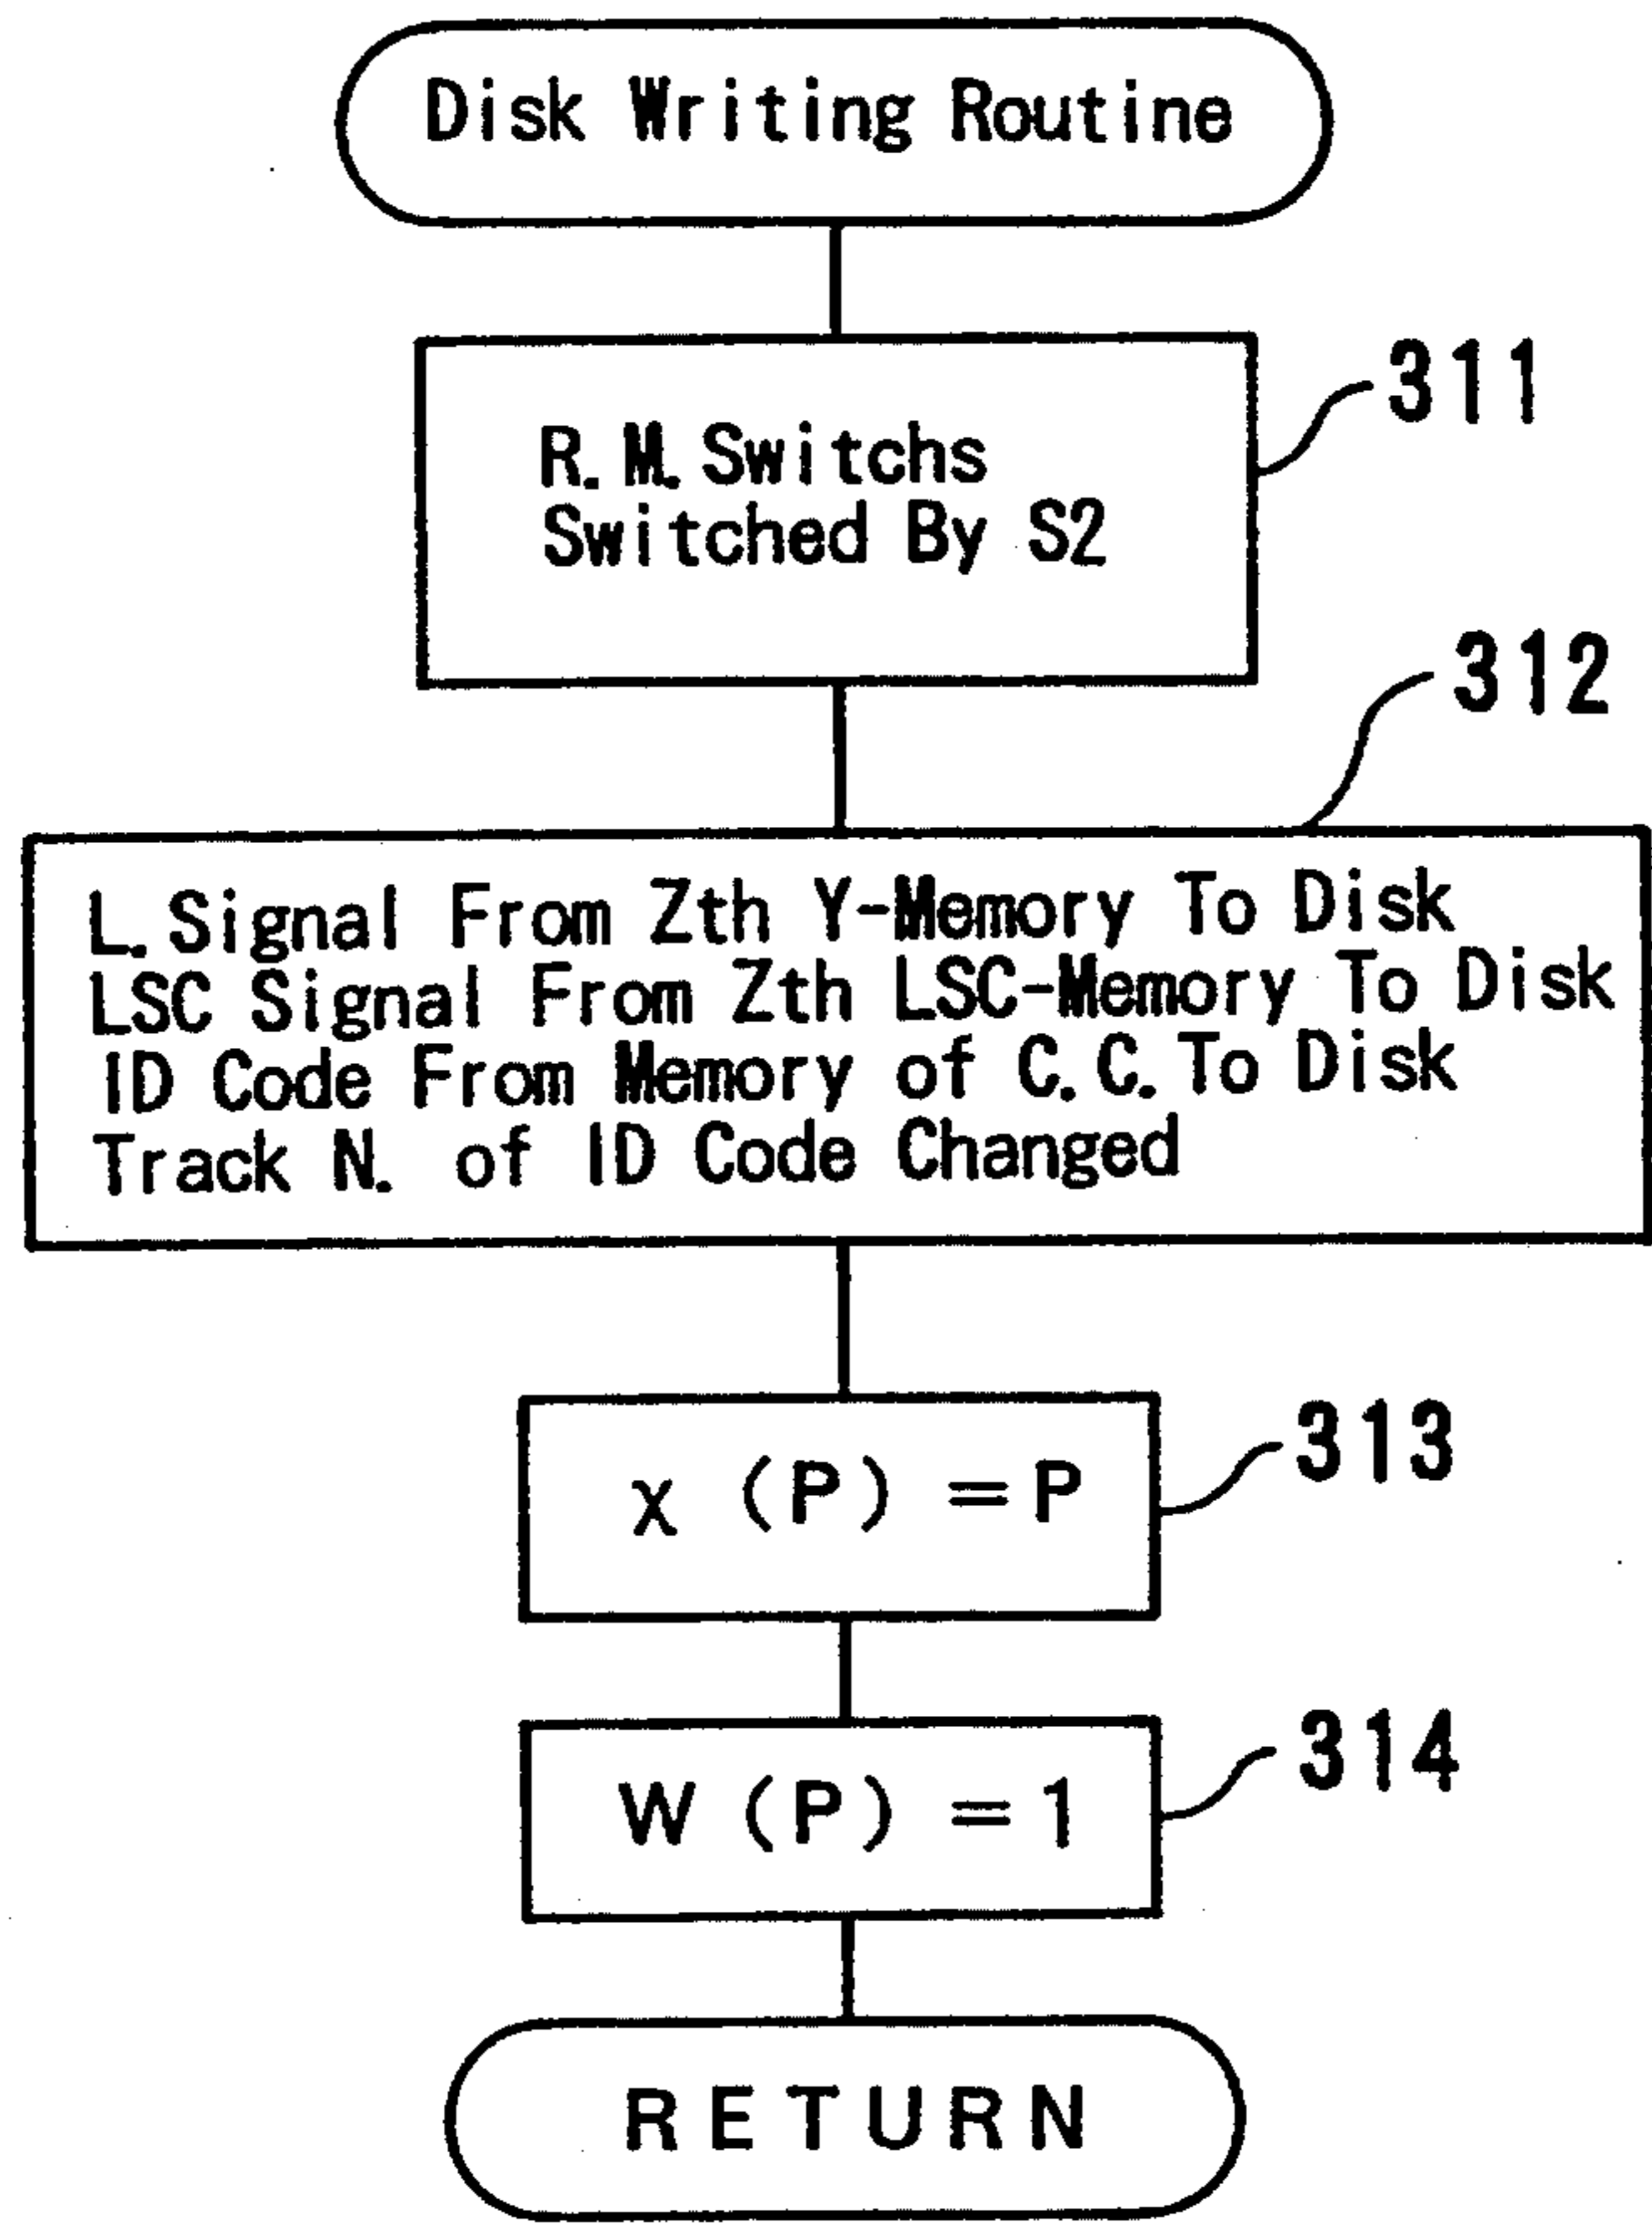 Disk Writing Routine
R.M.Switchs
Switched By S2
311
312
L.Signal From Zth Y-Memory To Disk
LSC Signal From Zth LSC-Memory To Disk
ID Code From Memory of C.C.To Disk
Track N. of ID Code Changed
χ (P) =P
313
W (P) =1
314
RETURN